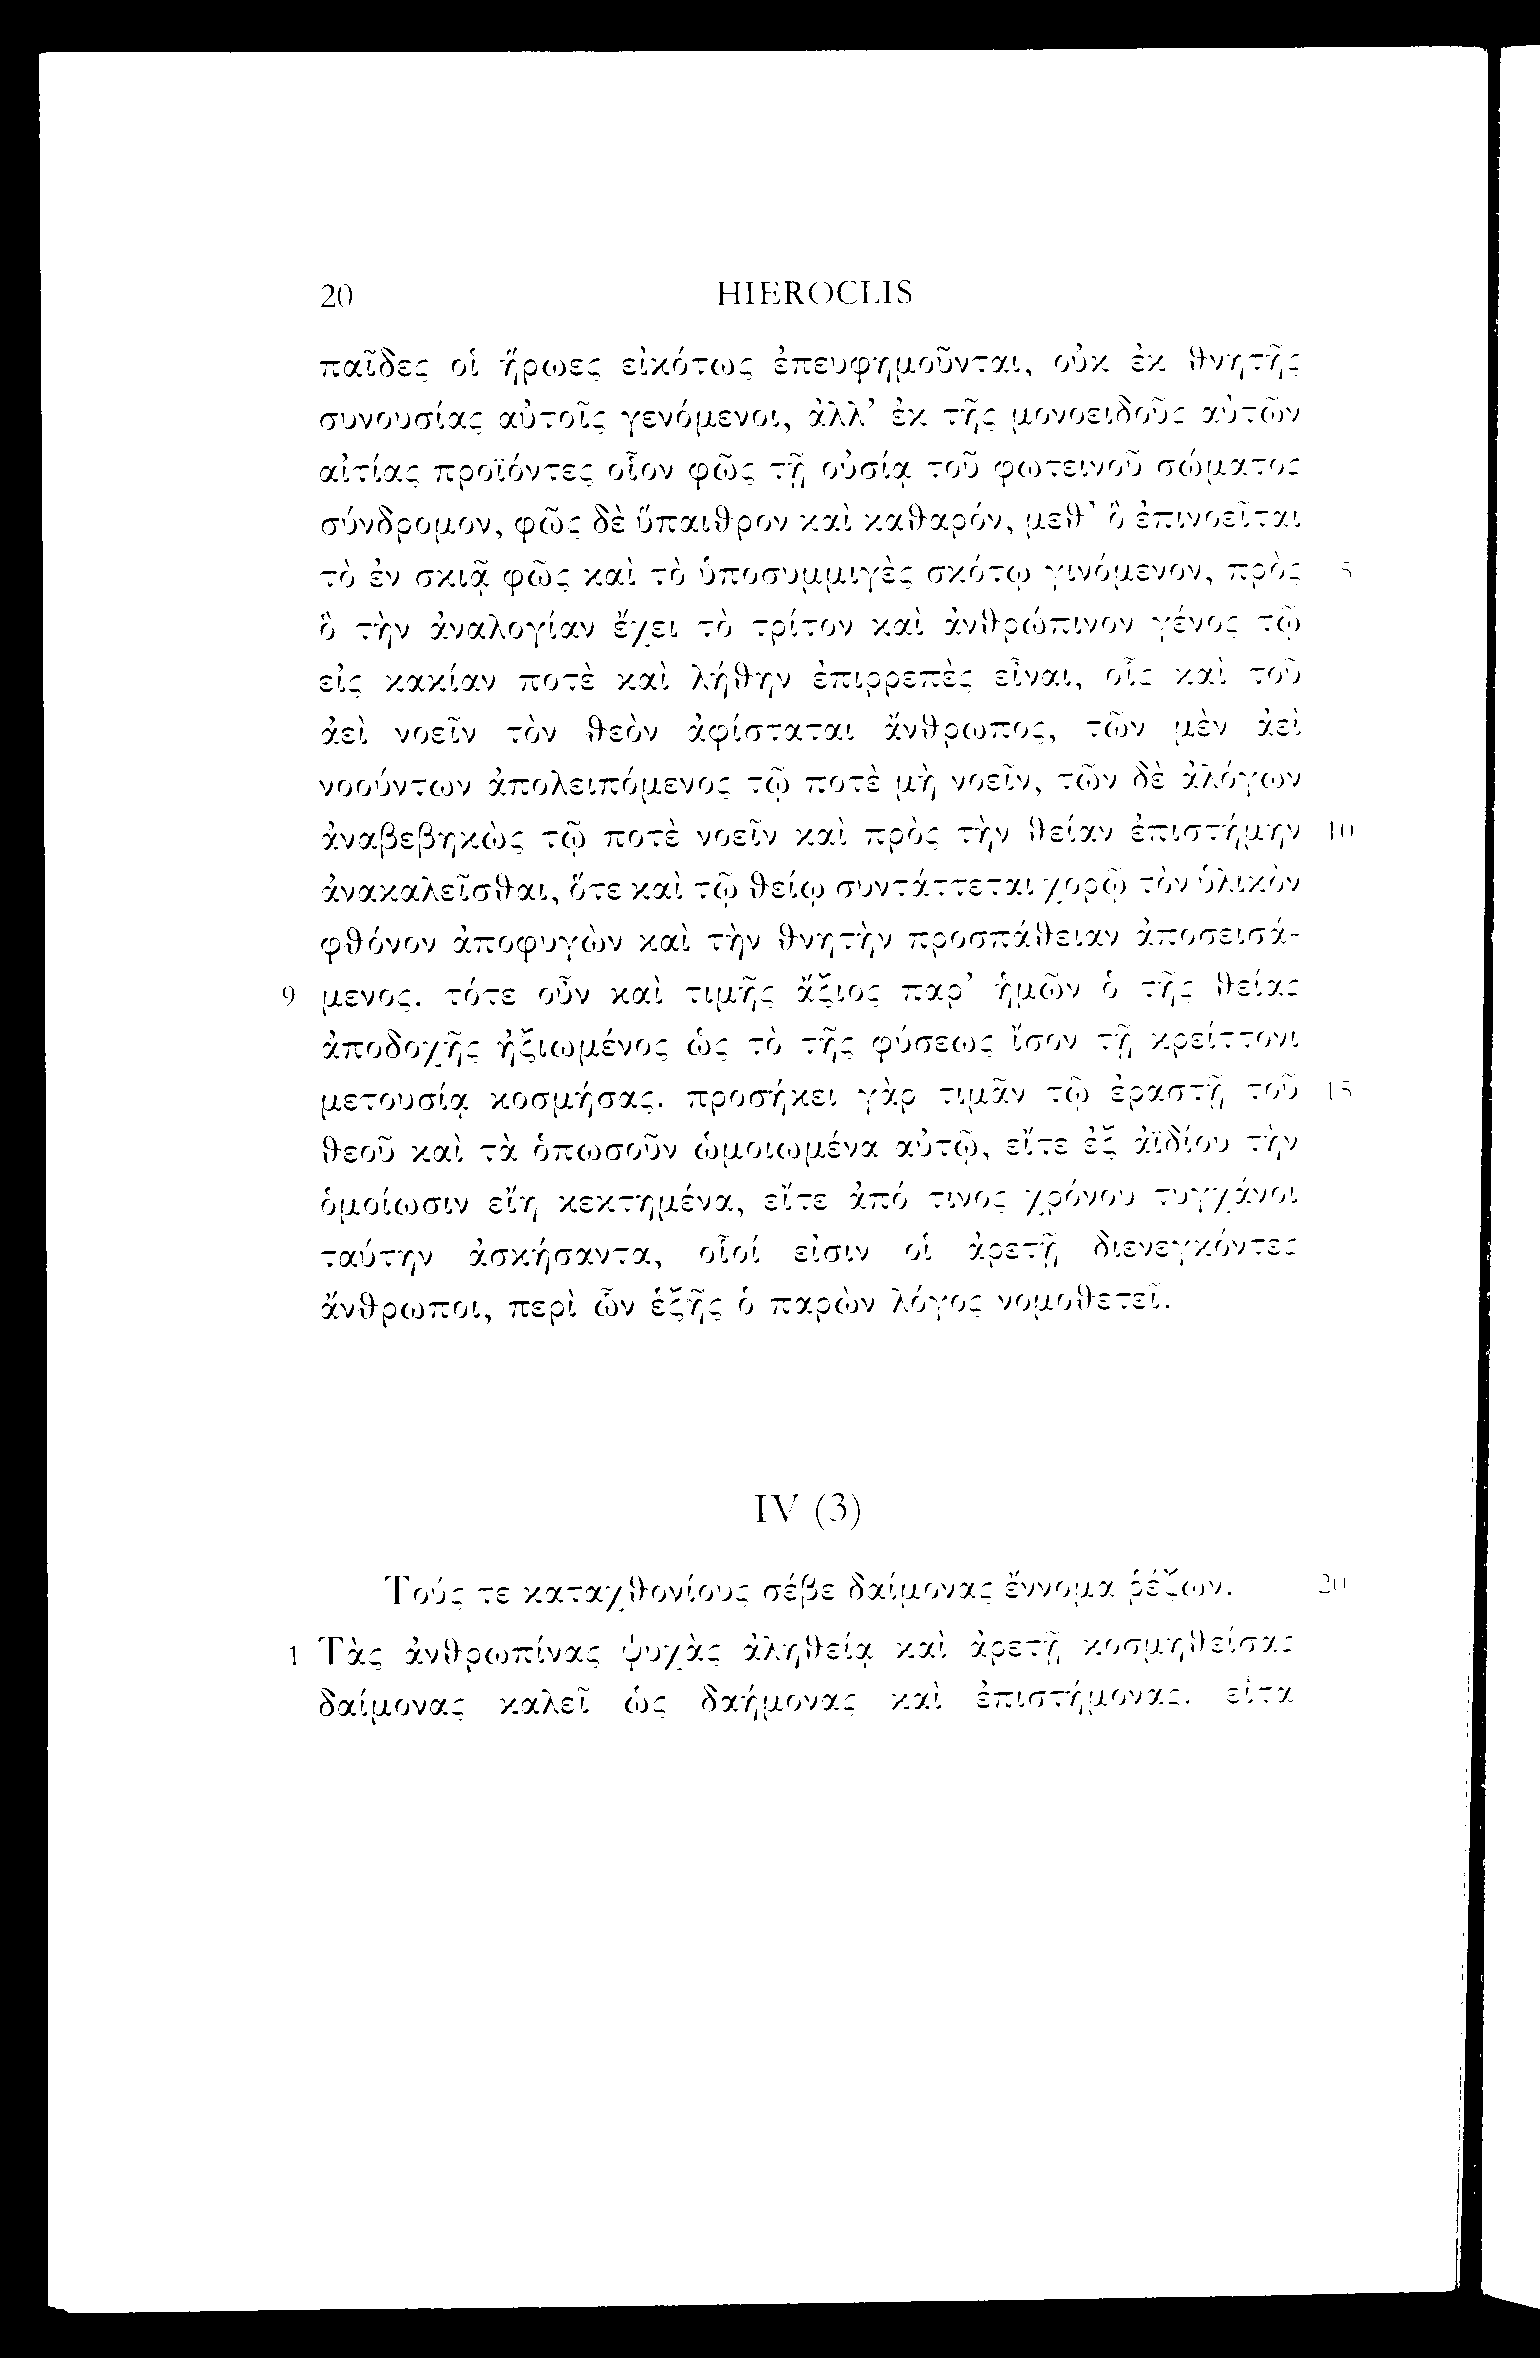 20 HIEROCLIS
παῖδες οἱ ἥρωες εἰκότως ἐπευφημοῦνται, οὐκ ἐκ θνητῆς
συνουσίας αὐτοῖς γενόμενοι, ἀλλ’ ἐκ τῆς μονοειδοῦς αὐτῶν
αἰτίας προϊόντες οἷον φῶς τῇ οὐσίᾳ τοῦ φωτεινοῦ σώματος
σύνδρομον, φῶς δὲ ὕπαιθρον καὶ καθαρόν, μεθ’ ὃ ἐπινοεῖται
τὸ ἐν σκιᾷ φῶς καὶ τὸ ὑποσυμμιγὲς σκότῳ γινόμενον, πρὸς 5
ὃ τὴν ἀναλογίαν ἔχει τὸ τρίτον καὶ ἀνθρώπινον γένος τῷ
εἰς κακίαν ποτὲ καὶ λήθην ἐπιρρεπὲς εἶναι, οἷς καὶ τοῦ
ἀεὶ νοεῖν τὸν θεὸν ἀφίσταται ἄνθρωπος, τῶν μὲν ἀεὶ
νοούντων ἀπολειπόμενος τῷ ποτὲ μὴ νοεῖν, τῶν δὲ ἀλόγων
ἀναβεβηκὼς τῷ ποτὲ νοεῖν καὶ πρὸς τὴν θείαν ἐπιστήμην 10
ἀνακαλεῖσθαι, ὅτε καὶ τῷ θείῳ συντάττεται χορῷ τὸν ὑλικὸν
φθόνον ἀποφυγὼν καὶ τὴν θνητὴν προσπάθειαν ἀποσεισά-
9 μενος. τότε οὖν καὶ τιμῆς ἄξιος παρ’ ἡμῶν ὁ τῆς θείας
ἀποδοχῆς ἠξιωμένος ὡς τὸ τῆς φύσεως ἴσον τῇ κρείττονι
μετουσίᾳ κοσμήσας. προσήκει γὰρ τιμᾶν τῷ ἐραστῇ τοῦ 15
θεοῦ καὶ τὰ ὁπωσοῦν ὡμοιωμένα αὐτῷ, εἴτε ἐξ ἀϊδίου τὴν
ὁμοίωσιν εἴη κεκτημένα, εἴτε ἀπό τινος χρόνου τυγχάνοι
ταύτην ἀσκήσαντα, οἷοί εἰσιν οἱ ἀρετῇ διενεγκόντες
ἄνθρωποι, περὶ ὧν ἑξῆς ὁ παρὼν λόγος νομοθετεῖ.
IV (3)
Τούς τε καταχθονίους σέβε δαίμονας ἔννομα ῥέζων. 20
1 Τὰς ἀνθρωπίνας ψυχὰς ἀληθείᾳ καὶ ἀρετῇ κοσμηθείσας
δαίμονας καλεῖ ὡς δαήμονας καὶ ἐπιστήμονας. εἶτα